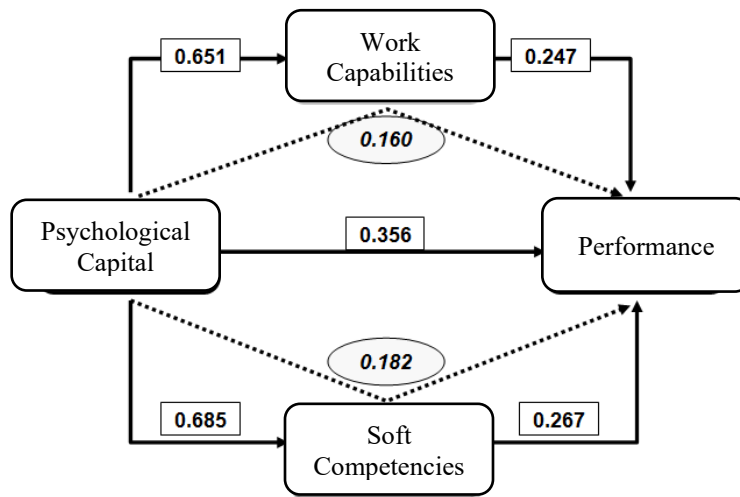 Work
Capabilities
0.651
0.247
0.160
Psychological
Capital
0.356
Performance
0.182
0.685
Soft
Competencies
0.267